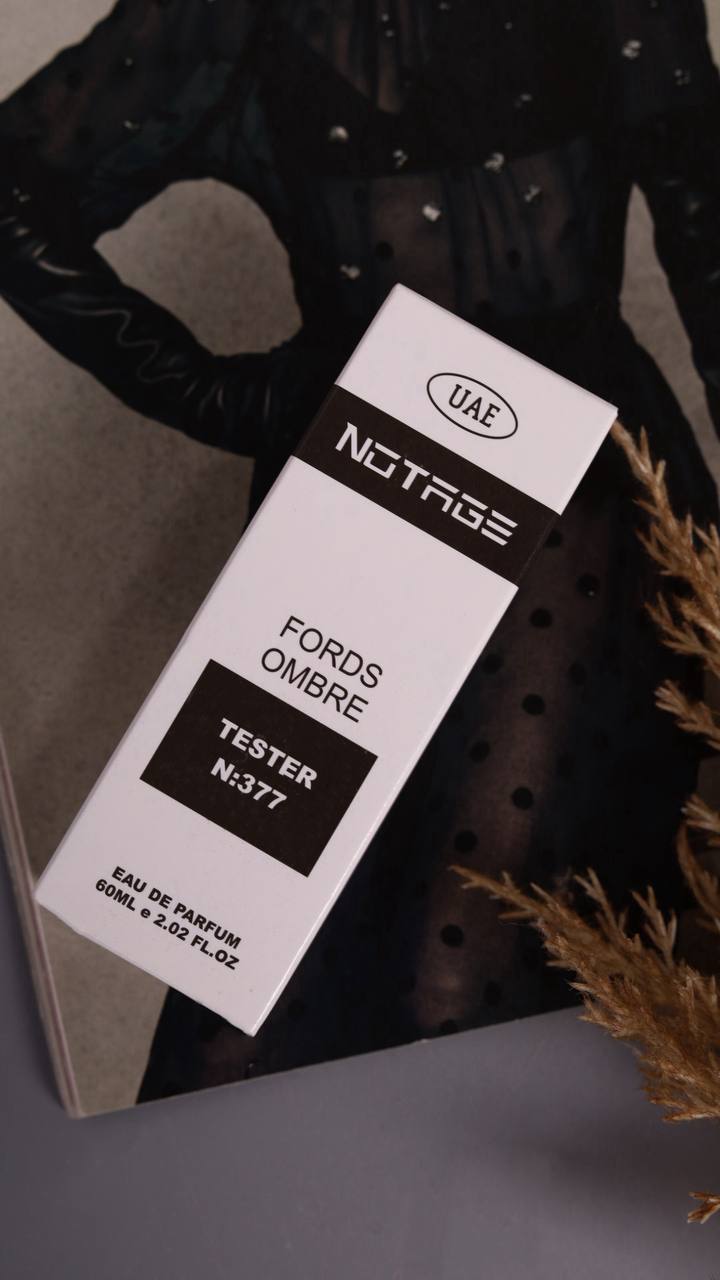 UAE
NOTAGE
FORDS
OMBRE
TESTER
N:377
EAU DE PARFUM
60ML e 2.02 FL.OZ